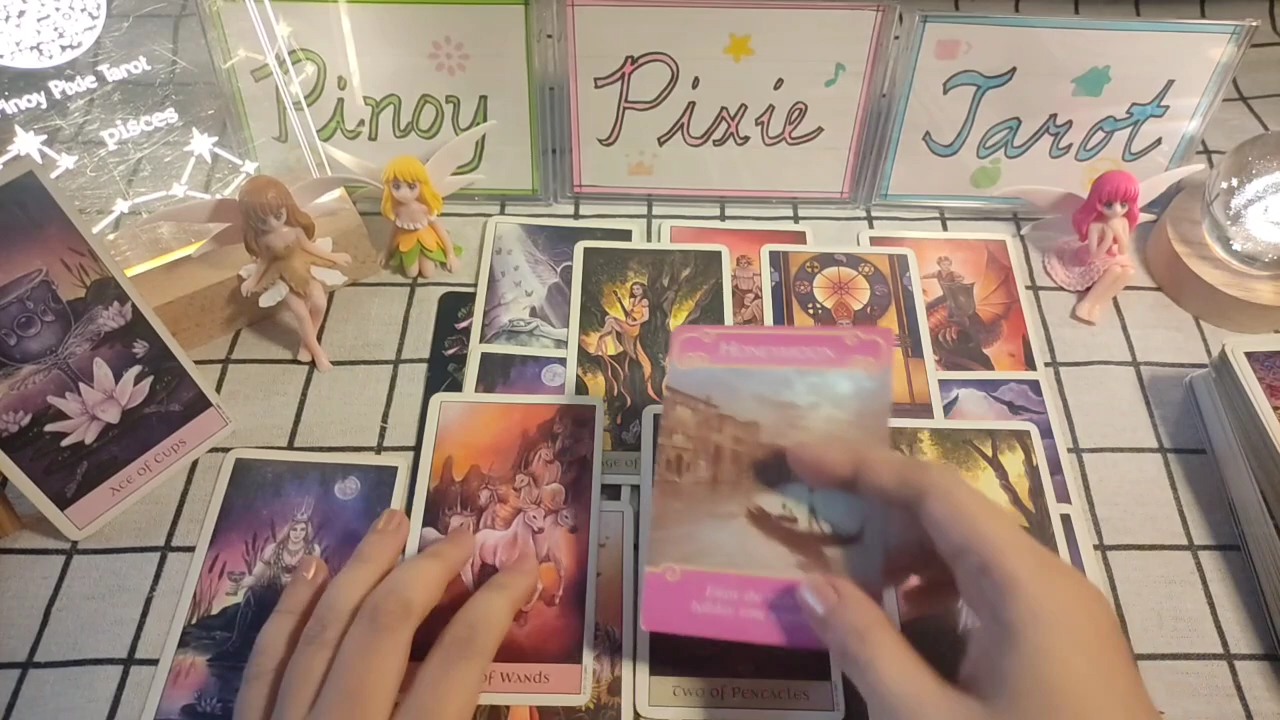 Pinoy
Pixie
Tarot
Pinoy Pixie Tarot
Pisces
HONEYMOON
ACE OF CUPS
OF WANDS
TWO OF PENTACLES